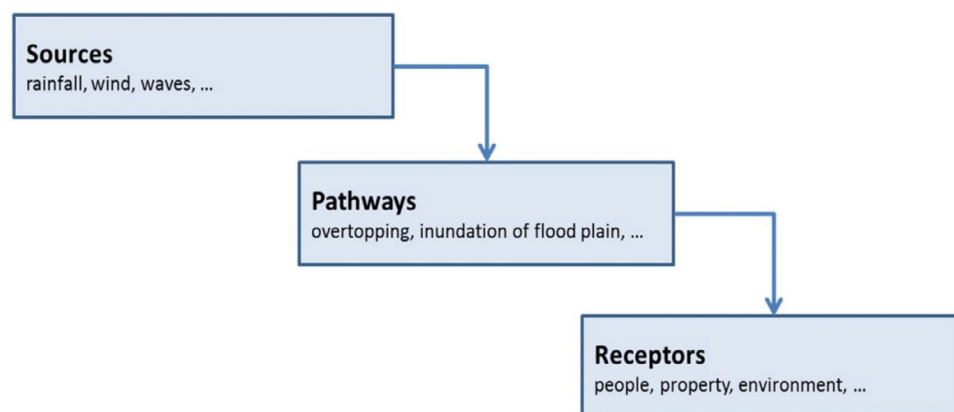 Sources
rainfall, wind, waves, ...
Pathways
overtopping, inundation of flood plain, ...
Receptors
people, property, environment, ...